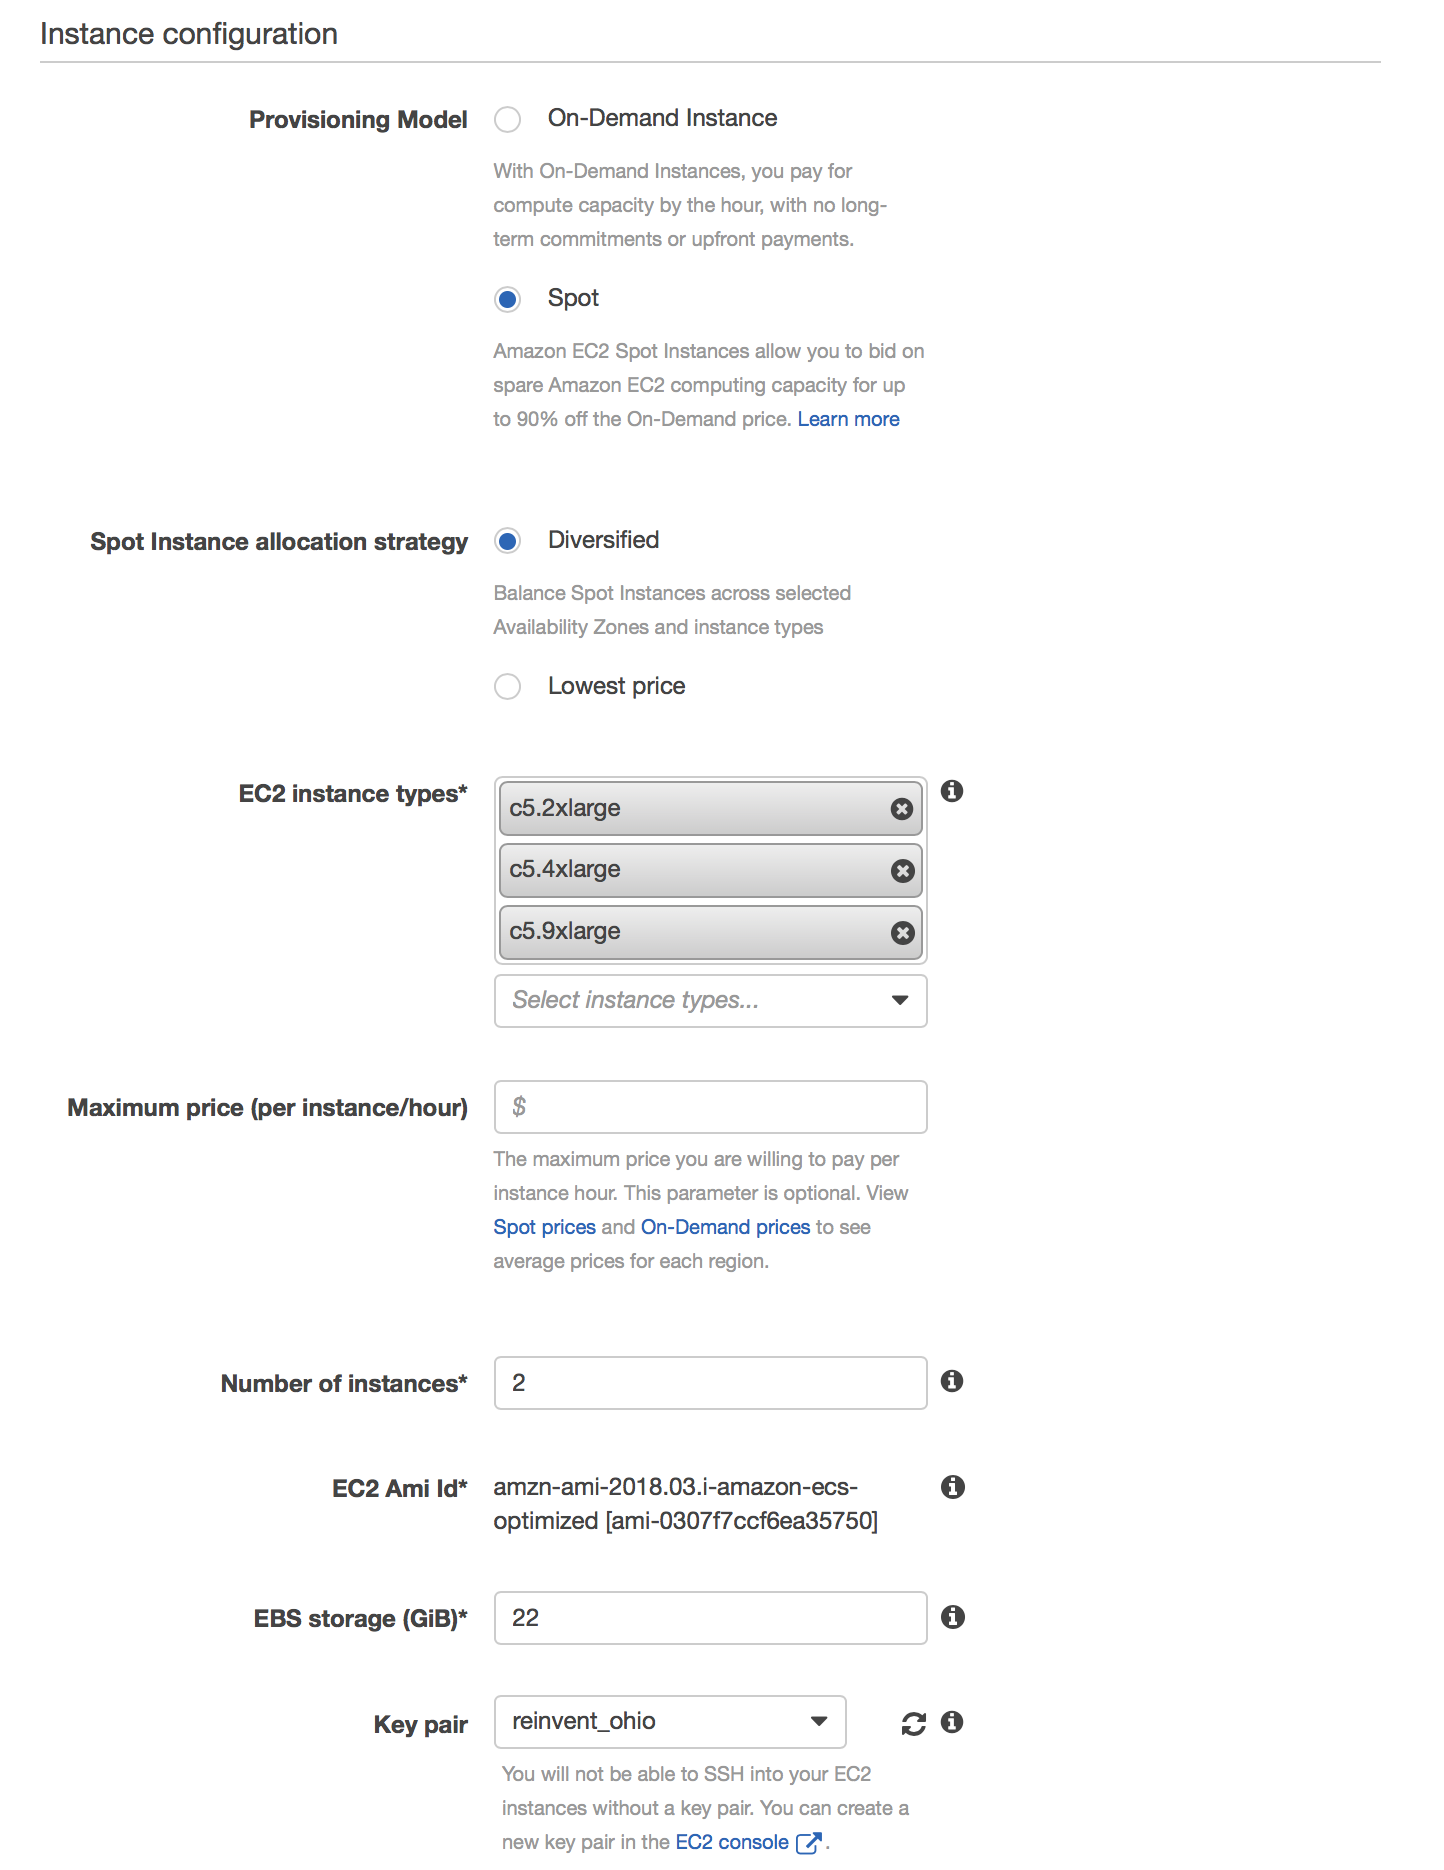 Instance configuration
Provisioning Model
On-Demand Instance
With On-Demand Instances, you pay for
compute capacity by the hour, with no long-
term commitments or upfront payments.
Spot
Amazon EC2 Spot Instances allow you to bid on
spare Amazon EC2 computing capacity for up
to 90% off the On-Demand price. Learn more
Spot Instance allocation strategy
Diversified
Balance Spot Instances across selected
Availability Zones and instance types
Lowest price
EC2 instance types*
c5.2xlarge
c5.4xlarge
c5.9xlarge
Select instance types...
Maximum price (per instance/hour)
$
The maximum price you are willing to pay per
instance hour. This parameter is optional. View
Spot prices and On-Demand prices to see
average prices for each region.
Number of instances*
2
EC2 Ami Id*
amzn-ami-2018.03.i-amazon-ecs-
optimized [ami-0307f7ccf6ea35750]
EBS storage (GiB)*
22
Key pair
reinvent_ohio
You will not be able to SSH into your EC2
instances without a key pair. You can create a
new key pair in the EC2 console .